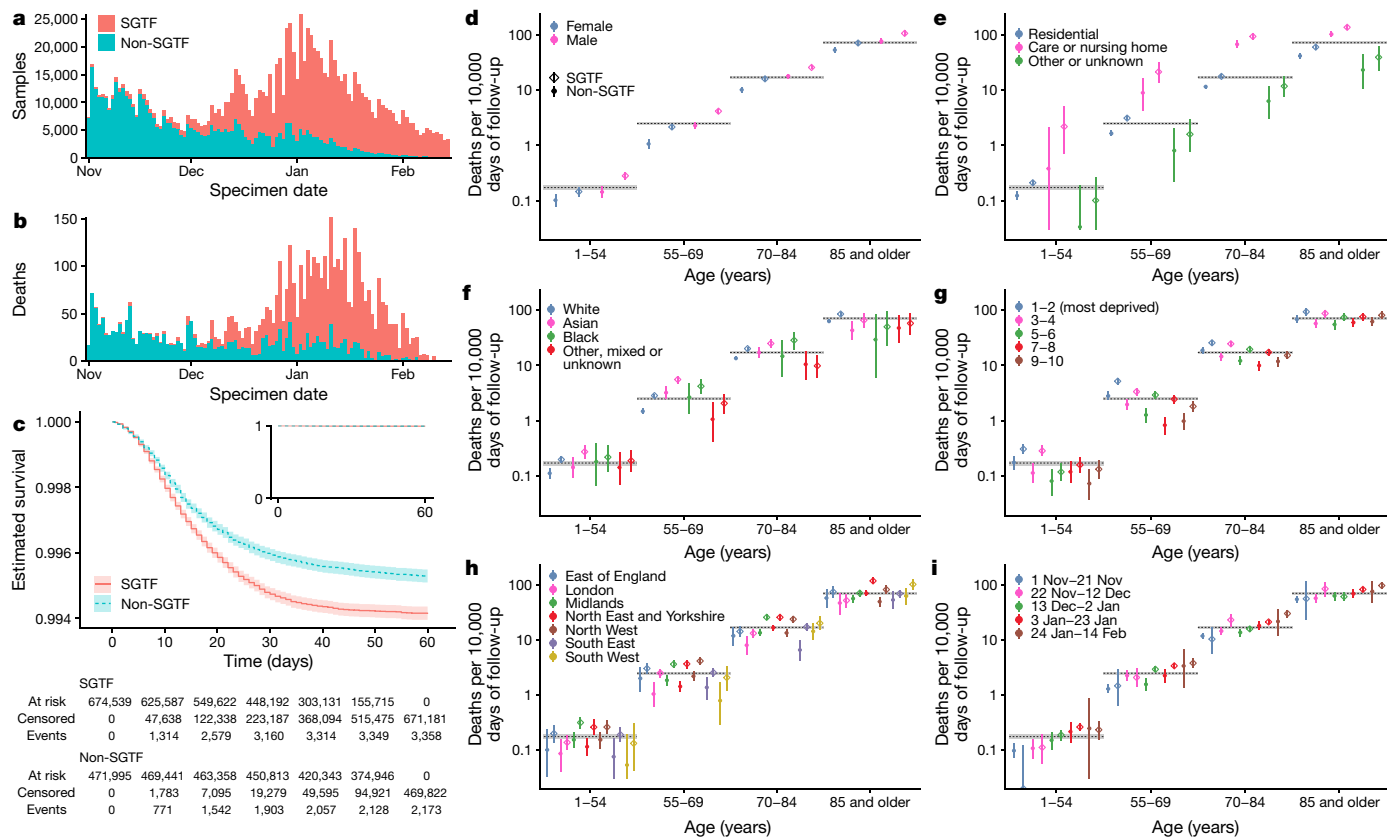 a
SGTF
Non-SGTF
25,000
20,000
15,000
10,000
5,000
0
Samples
Nov
Dec
Jan
Feb
Specimen date
b
150
100
50
0
Deaths
Nov
Dec
Jan
Feb
Specimen date
c
1.000
0.998
0.996
0.994
Estimated survival
1
0
0
60
SGTF
Non-SGTF
0
10
20
30
40
50
60
Time (days)
SGTF
At risk 674,539 625,587 549,622 448,192 303,131 155,715 0
Censored 0 47,638 122,338 223,187 368,094 515,475 671,181
Events 0 1,314 2,579 3,160 3,314 3,349 3,358
Non-SGTF
At risk 471,995 469,441 463,358 450,813 420,343 374,946 0
Censored 0 1,783 7,095 19,279 49,595 94,921 469,822
Events 0 771 1,542 1,903 2,057 2,128 2,173
d
Female
Male
SGTF
Non-SGTF
100
10
1
0.1
Deaths per 10,000
days of follow-up
1–54
55–69
70–84
85 and older
Age (years)
e
Residential
Care or nursing home
Other or unknown
100
10
1
0.1
Deaths per 10,000
days of follow-up
1–54
55–69
70–84
85 and older
Age (years)
f
White
Asian
Black
Other, mixed or
unknown
100
10
1
0.1
Deaths per 10,000
days of follow-up
1–54
55–69
70–84
85 and older
Age (years)
g
1–2 (most deprived)
3–4
5–6
7–8
9–10
100
10
1
0.1
Deaths per 10,000
days of follow-up
1–54
55–69
70–84
85 and older
Age (years)
h
East of England
London
Midlands
North East and Yorkshire
North West
South East
South West
100
10
1
0.1
Deaths per 10,000
days of follow-up
1–54
55–69
70–84
85 and older
Age (years)
i
1 Nov–21 Nov
22 Nov–12 Dec
13 Dec–2 Jan
3 Jan–23 Jan
24 Jan–14 Feb
100
10
1
0.1
Deaths per 10,000
days of follow-up
1–54
55–69
70–84
85 and older
Age (years)